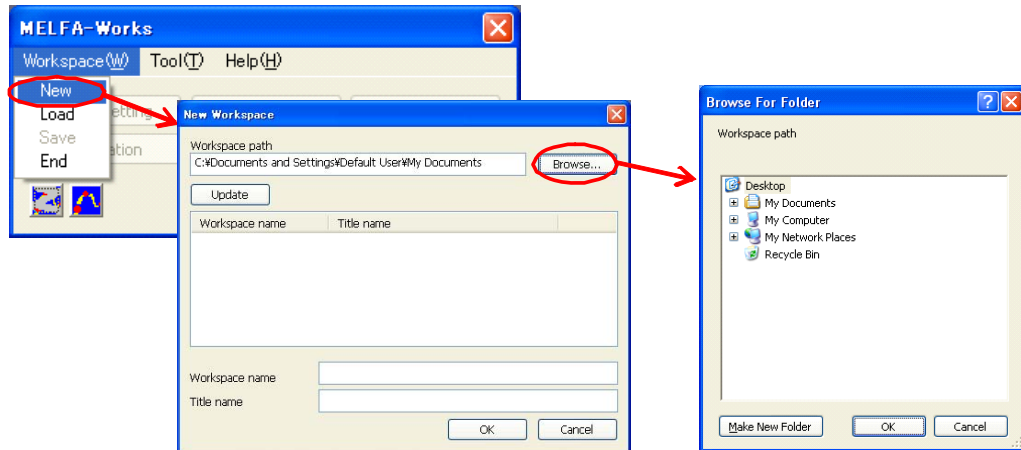 MELFA-Works
Workspace(W) Tool(T) Help(H)
New
Load
Save
End
etting
ation
New Workspace
Workspace path
C:¥Documents and Settings¥Default User¥My Documents
Browse...
Update
Workspace name Title name
Workspace name
Title name
OK Cancel
Browse For Folder
Workspace path
Desktop
My Documents
My Computer
My Network Places
Recycle Bin
Make New Folder OK Cancel